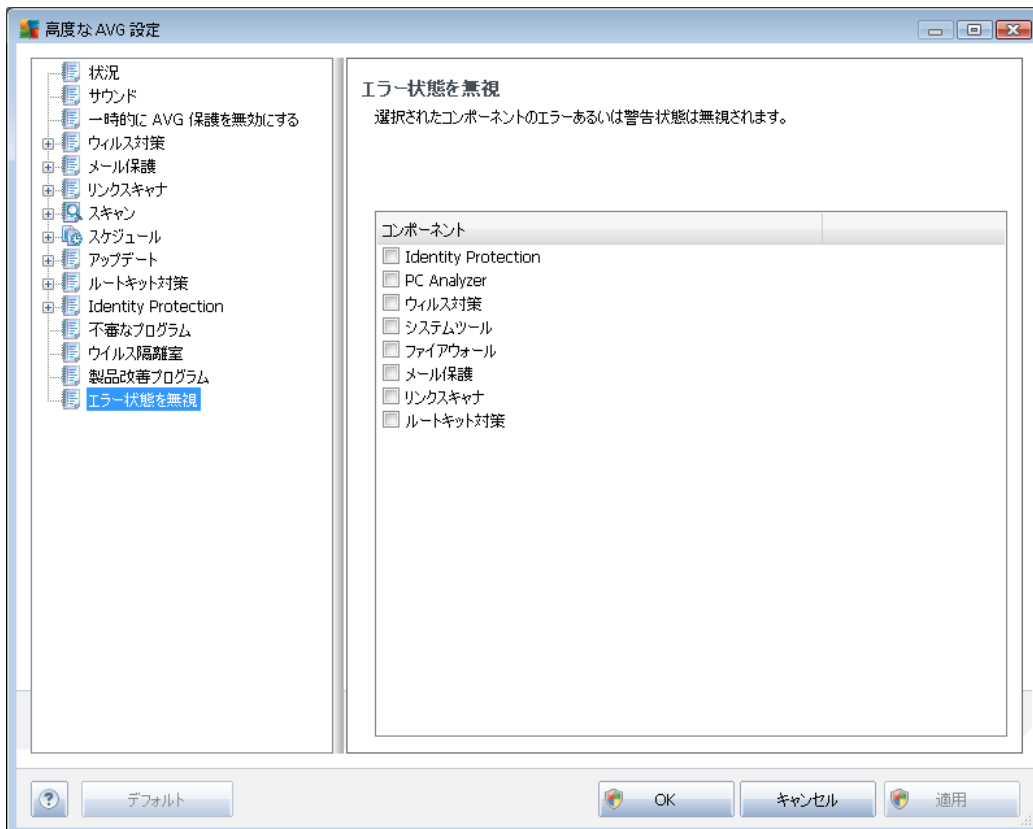 高度な AVG 設定
状況
サウンド
一時的に AVG 保護を無効にする
ウィルス対策
メール保護
リンクスキャナ
スキャン
スケジュール
アップデート
ルートキット対策
Identity Protection
不審なプログラム
ウイルス隔離室
製品改善プログラム
エラー状態を無視
エラー状態を無視
選択されたコンポーネントのエラーあるいは警告状態は無視されます。
コンポーネント
Identity Protection
PC Analyzer
ウィルス対策
システムツール
ファイアウォール
メール保護
リンクスキャナ
ルートキット対策
?
デフォルト
OK
キャンセル
適用